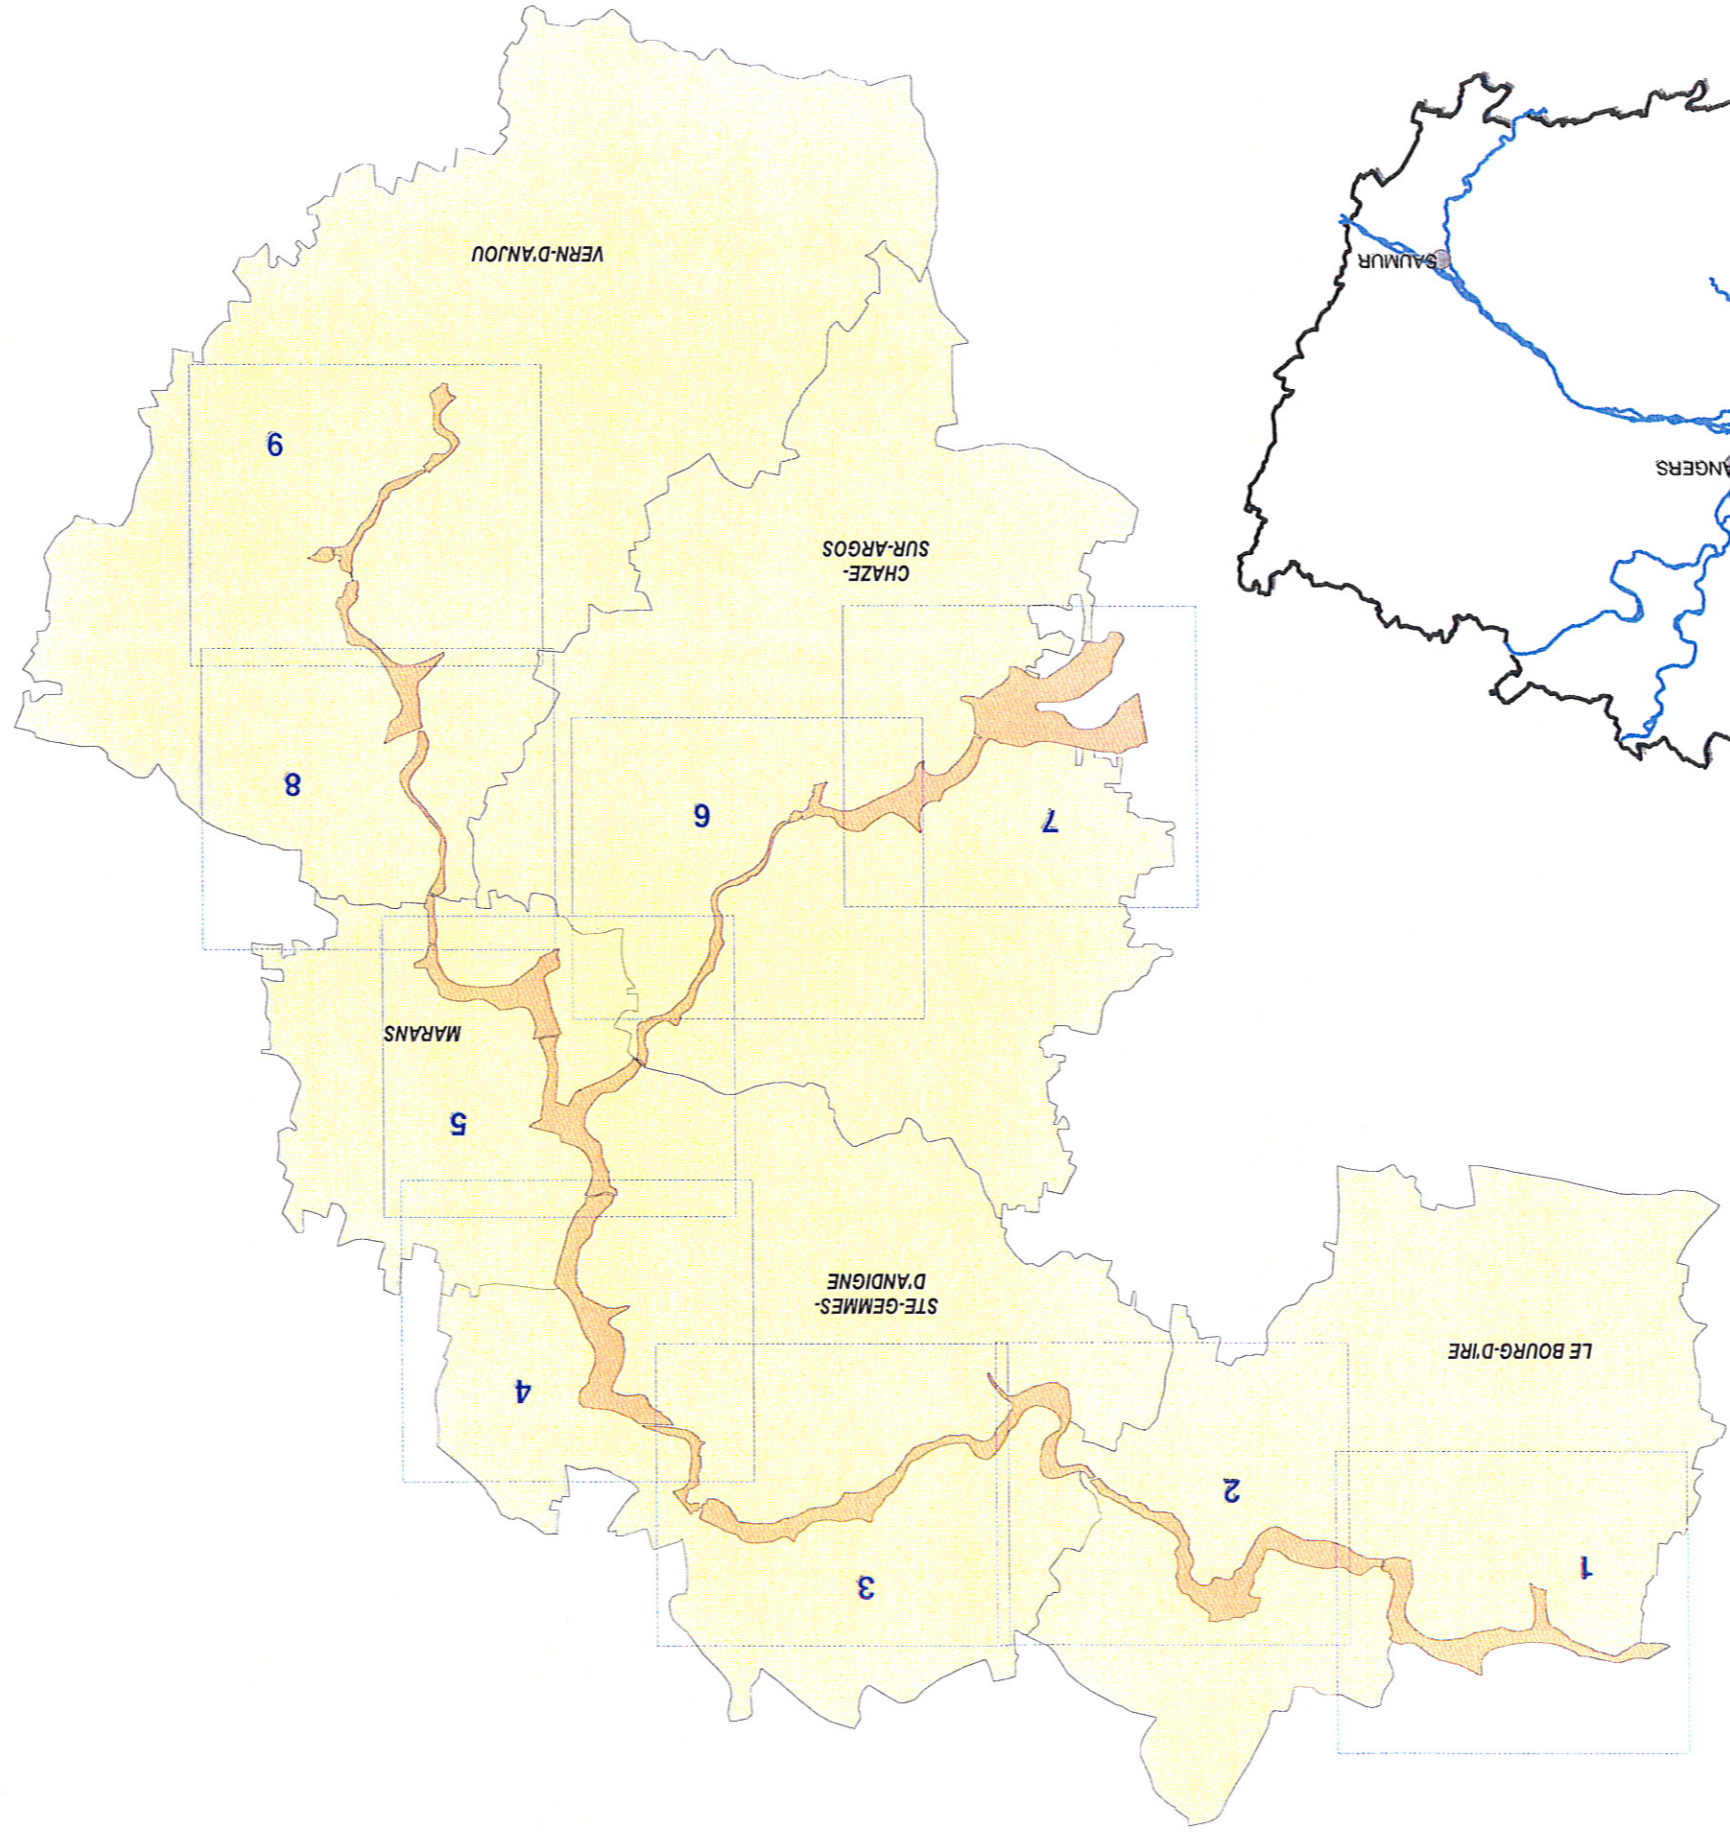 1
3
2
4
LE BOURG-D'IRE
STE-GEMMES-
D'ANDIGNE
5
MARANS
7
6
8
CHAZE-
SUR-ARGOS
ANGERS
9
SAUMUR
VERN-D'ANJOU